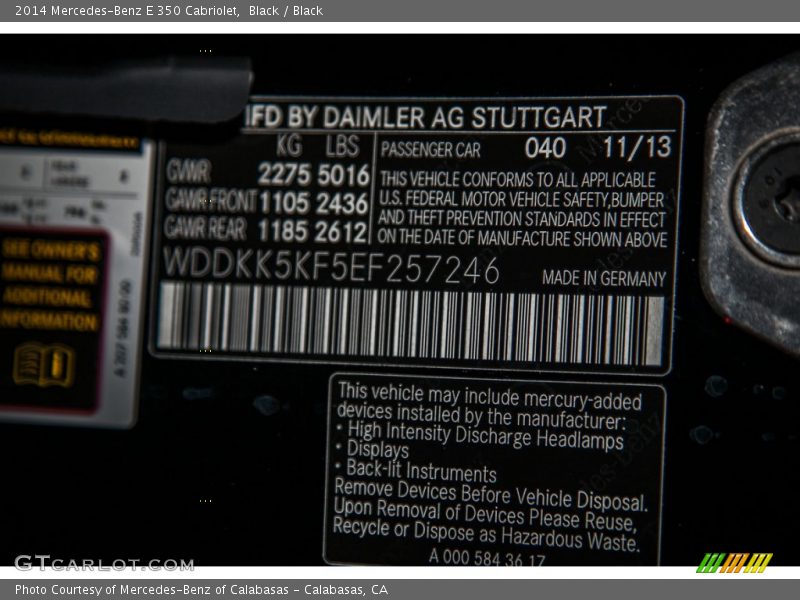 2014 Mercedes-Benz E 350 Cabriolet, Black / Black
MFD BY DAIMLER AG STUTTGART
KG LBS
PASSENGER CAR 040 11/13
GWR 2275 5016
GAWR FRONT 1105 2436
GAWR REAR 1185 2612
THIS VEHICLE CONFORMS TO ALL APPLICABLE
U.S. FEDERAL MOTOR VEHICLE SAFETY,BUMPER
AND THEFT PREVENTION STANDARDS IN EFFECT
ON THE DATE OF MANUFACTURE SHOWN ABOVE
WDDKK5KF5EF257246
MADE IN GERMANY
SEE OWNER'S
MANUAL FOR
ADDITIONAL
INFORMATION
This vehicle may include mercury-added
devices installed by the manufacturer:
• High Intensity Discharge Headlamps
• Displays
• Back-lit Instruments
Remove Devices Before Vehicle Disposal.
Upon Removal of Devices Please Reuse,
Recycle or Dispose as Hazardous Waste.
A 000 584 36 17
GTCARLOT.COM
Photo Courtesy of Mercedes-Benz of Calabasas - Calabasas, CA